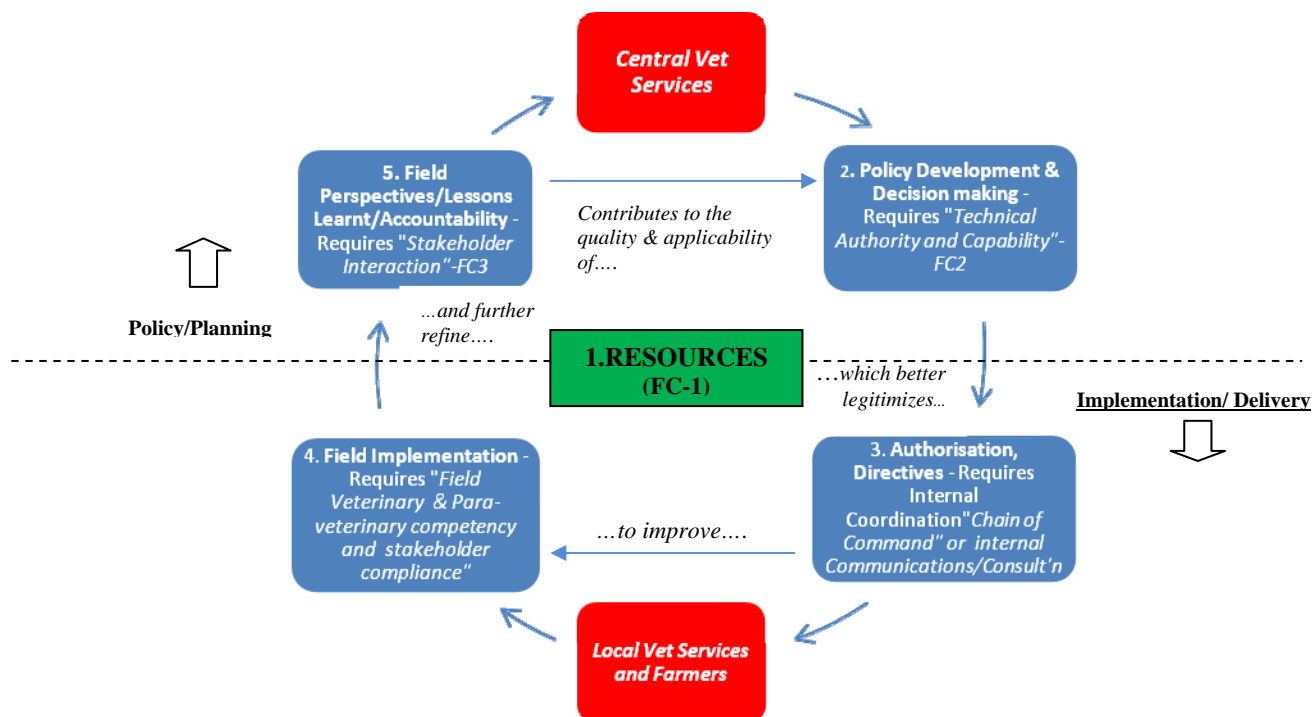 Central Vet
Services
5. Field
Perspectives/Lessons
Learnt/Accountability -
Requires "Stakeholder
Interaction"-FC3
Contributes to the
quality & applicability
of….
2. Policy Development &
Decision making -
Requires "Technical
Authority and Capability"-
FC2
Policy/Planning
…and further
refine….
1.RESOURCES
(FC-1)
…which better
legitimizes...
Implementation/ Delivery
4. Field Implementation -
Requires "Field
Veterinary & Para-
veterinary competency
and stakeholder
compliance"
…to improve….
3. Authorisation,
Directives - Requires
Internal
Coordination"Chain of
Command" or internal
Communications/Consult'n
Local Vet Services
and Farmers